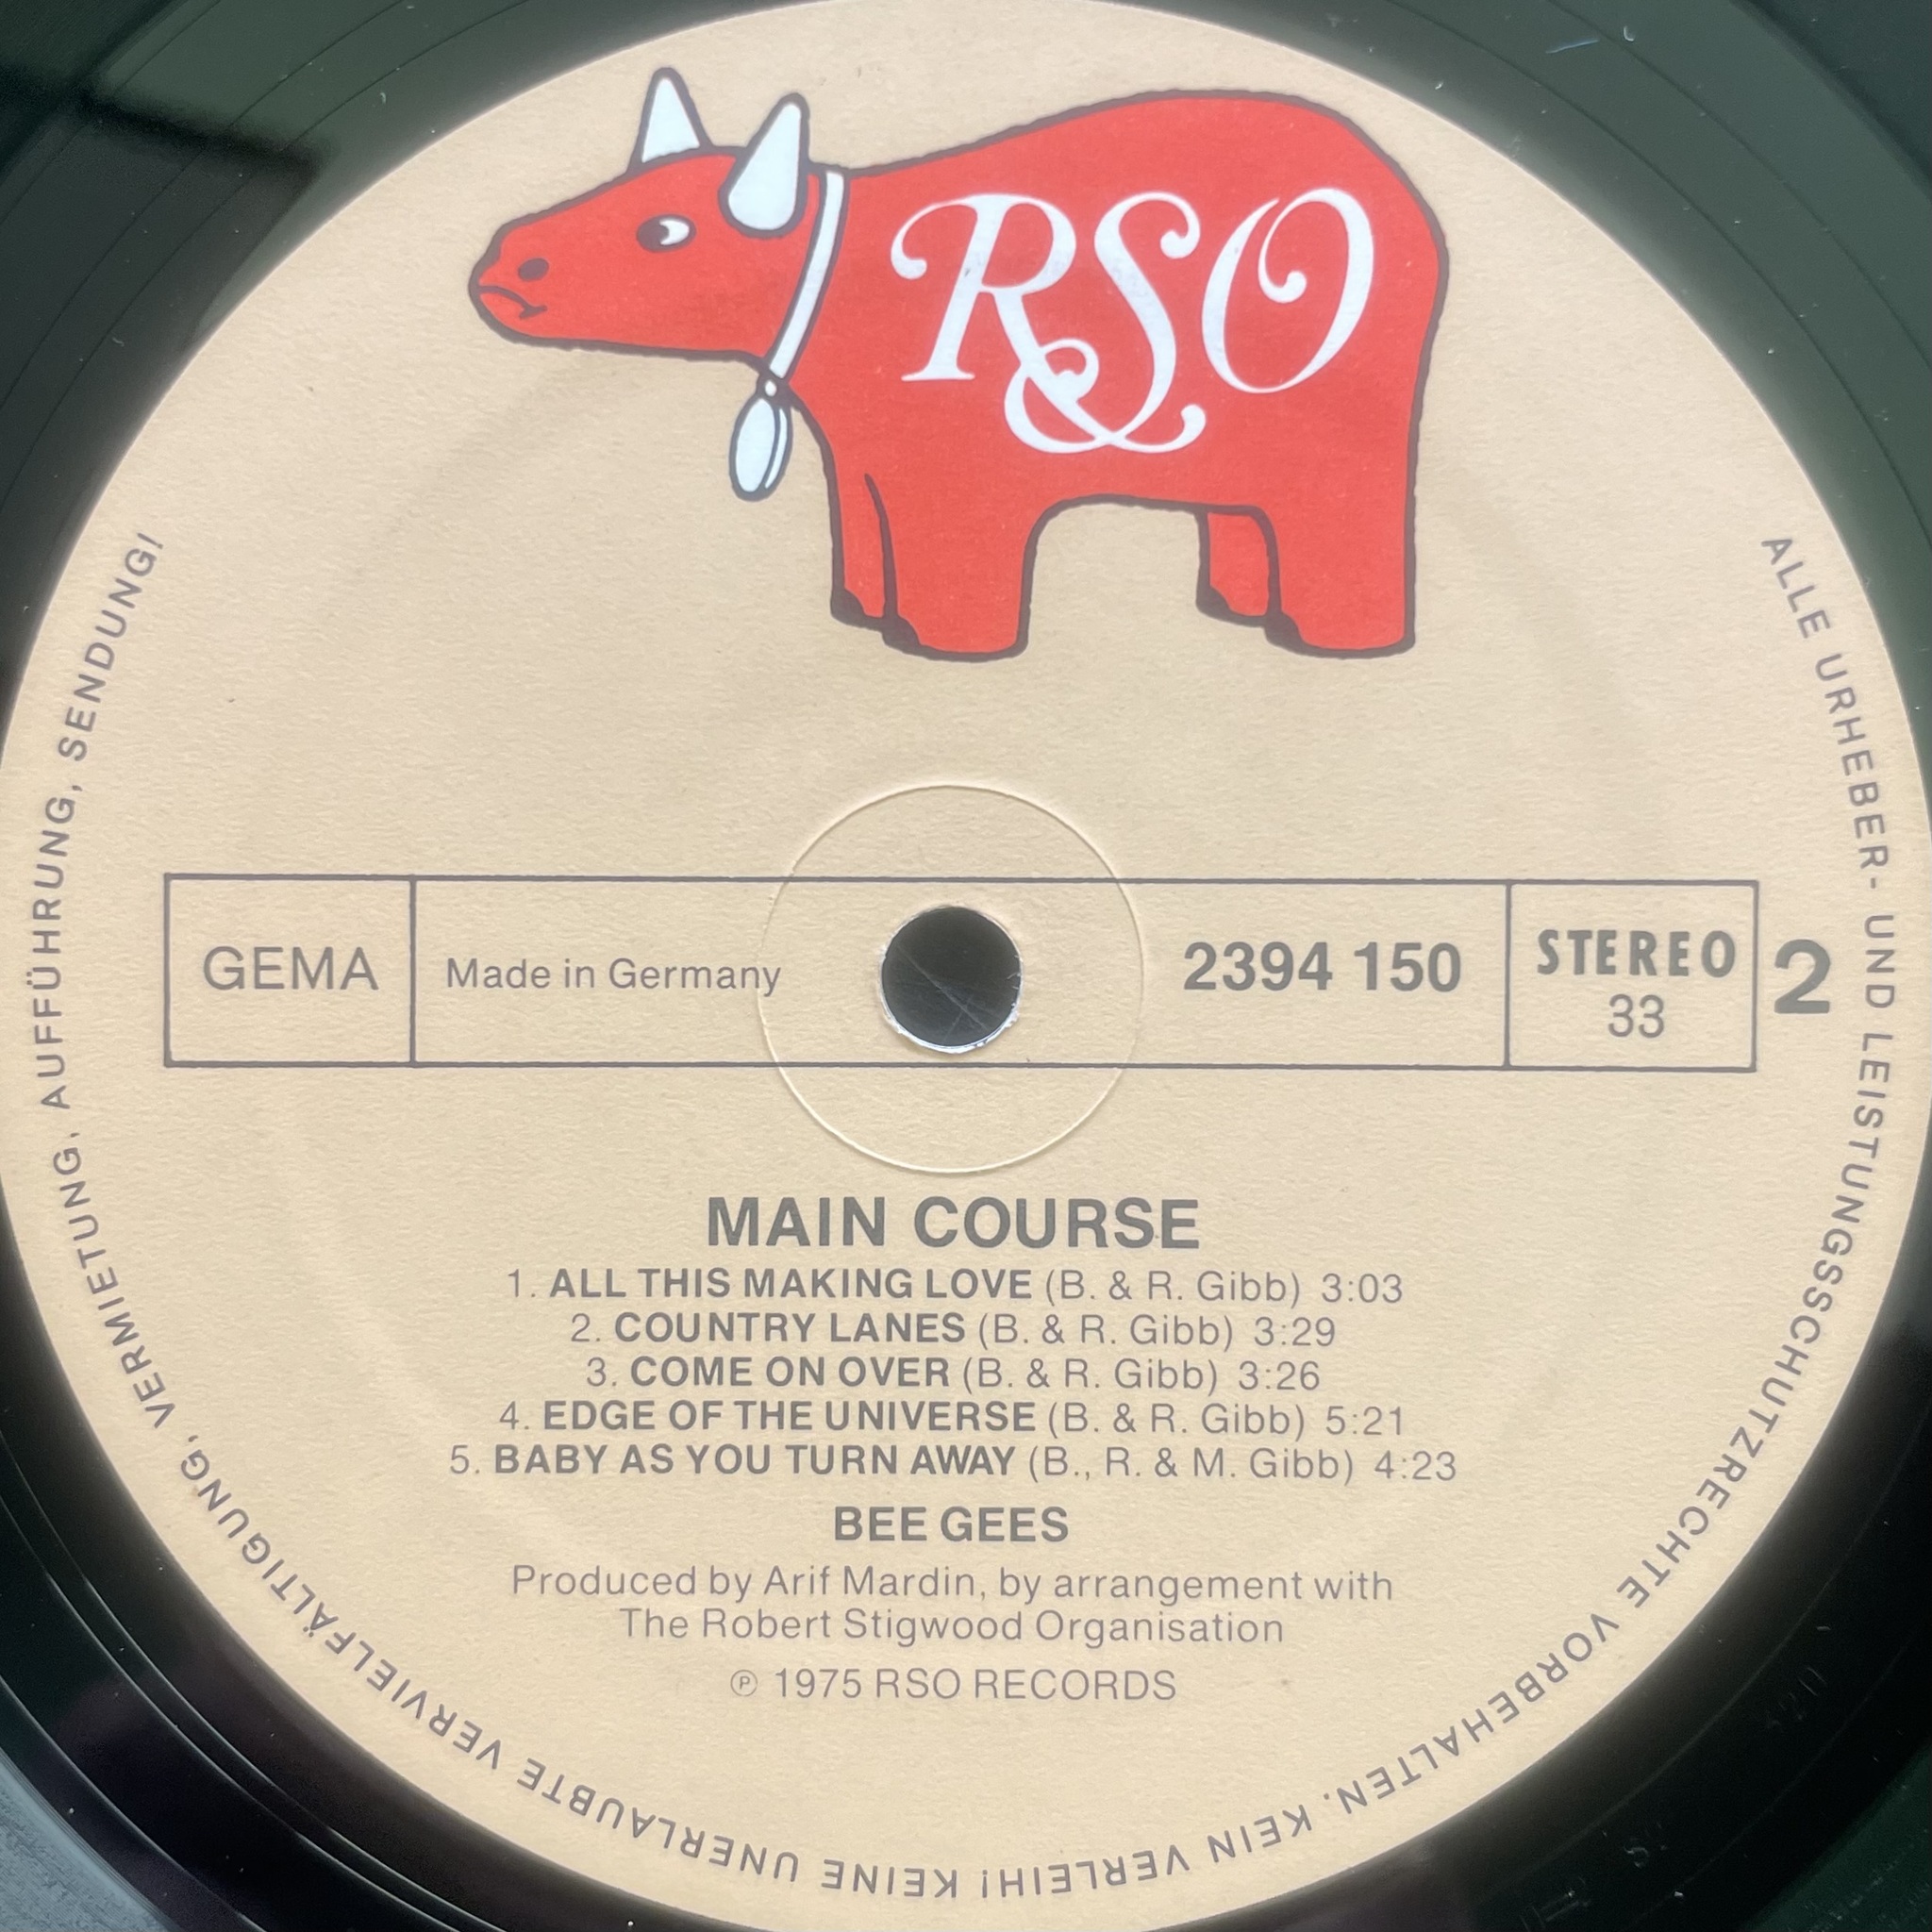 RSO
GEMA
Made in Germany
2394 150
STEREO
33
2
MAIN COURSE
1. ALL THIS MAKING LOVE (B. & R. Gibb) 3:03
2. COUNTRY LANES (B. & R. Gibb) 3:29
3. COME ON OVER (B. & R. Gibb) 3:26
4. EDGE OF THE UNIVERSE (B. & R. Gibb) 5:21
5. BABY AS YOU TURN AWAY (B., R. & M. Gibb) 4:23
BEE GEES
Produced by Arif Mardin, by arrangement with
The Robert Stigwood Organisation
℗ 1975 RSO RECORDS
ALLE URHEBER- UND LEISTUNGSSCHUTZRECHTE VORBEHALTEN. KEIN VERLEIH! KEINE UNERLAUBTE VERVIELFÄLTIGUNG, VERMIETUNG, AUFFÜHRUNG, SENDUNG!